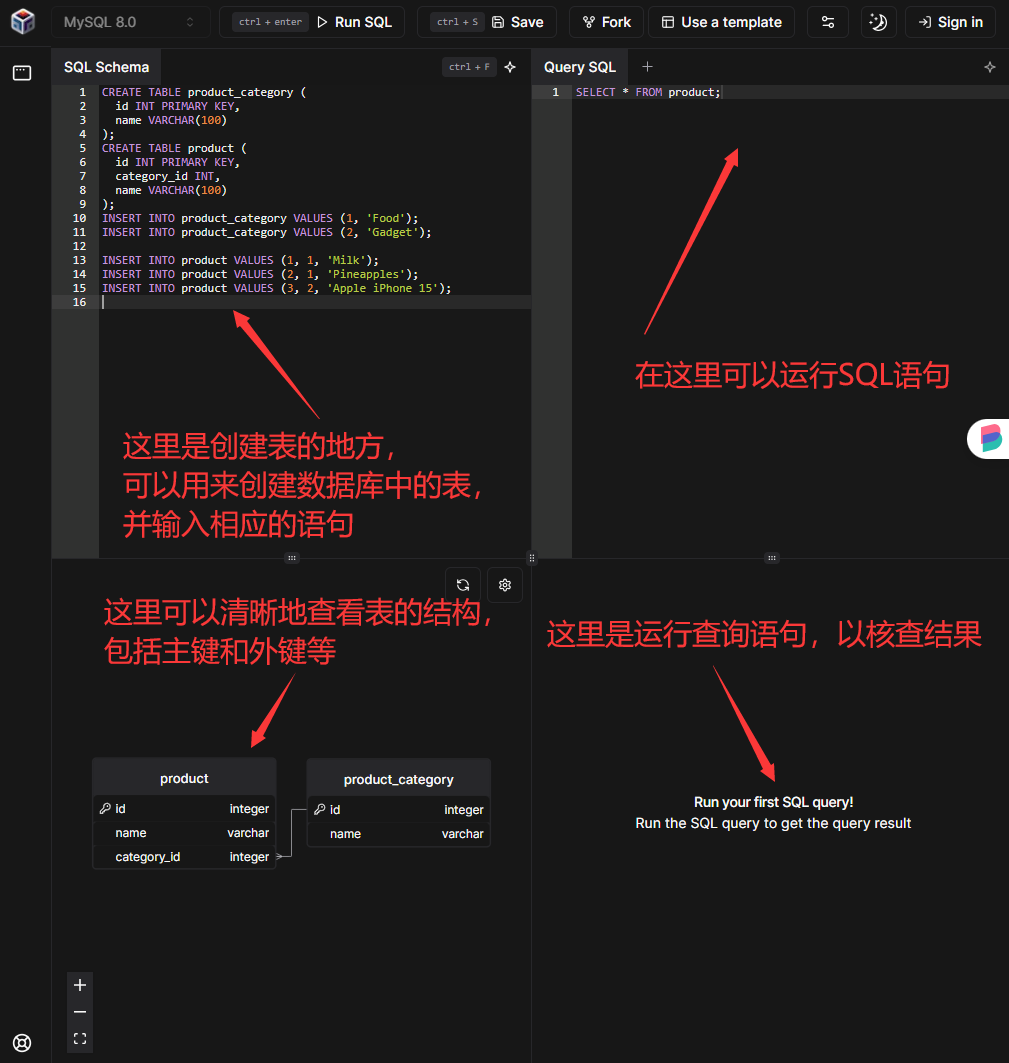 MySQL 8.0
ctrl + enter
Run SQL
ctrl + S
Save
Fork
Use a template
Sign in
SQL Schema
ctrl + F
1 CREATE TABLE product_category (
2 id INT PRIMARY KEY,
3 name VARCHAR(100)
4 );
5 CREATE TABLE product (
6 id INT PRIMARY KEY,
7 category_id INT,
8 name VARCHAR(100)
9 );
10 INSERT INTO product_category VALUES (1, 'Food');
11 INSERT INTO product_category VALUES (2, 'Gadget');
12
13 INSERT INTO product VALUES (1, 1, 'Milk');
14 INSERT INTO product VALUES (2, 1, 'Pineapples');
15 INSERT INTO product VALUES (3, 2, 'Apple iPhone 15');
16
这里是创建表的地方，
可以用来创建数据库中的表，
并输入相应的语句
Query SQL
1 SELECT * FROM product;
在这里可以运行SQL语句
这里可以清晰地查看表的结构，
包括主键和外键等
product
id integer
name varchar
category_id integer
product_category
id integer
name varchar
这里是运行查询语句，以核查结果
Run your first SQL query!
Run the SQL query to get the query result